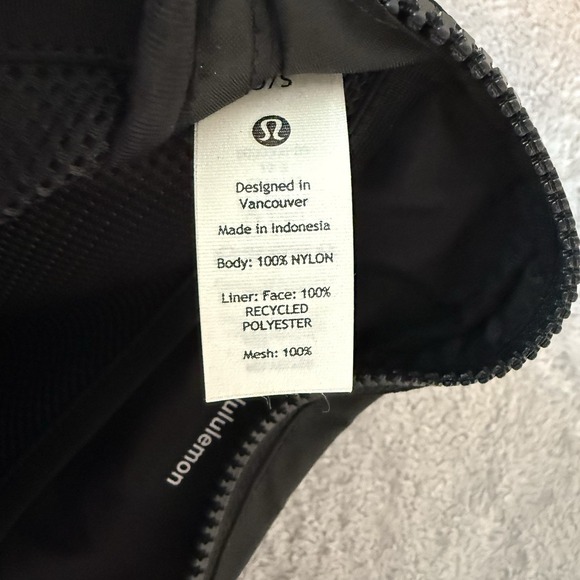 O/S
Designed in
Vancouver
Made in Indonesia
Body: 100% NYLON
Liner: Face: 100%
RECYCLED
POLYESTER
Mesh: 100%
lululemon